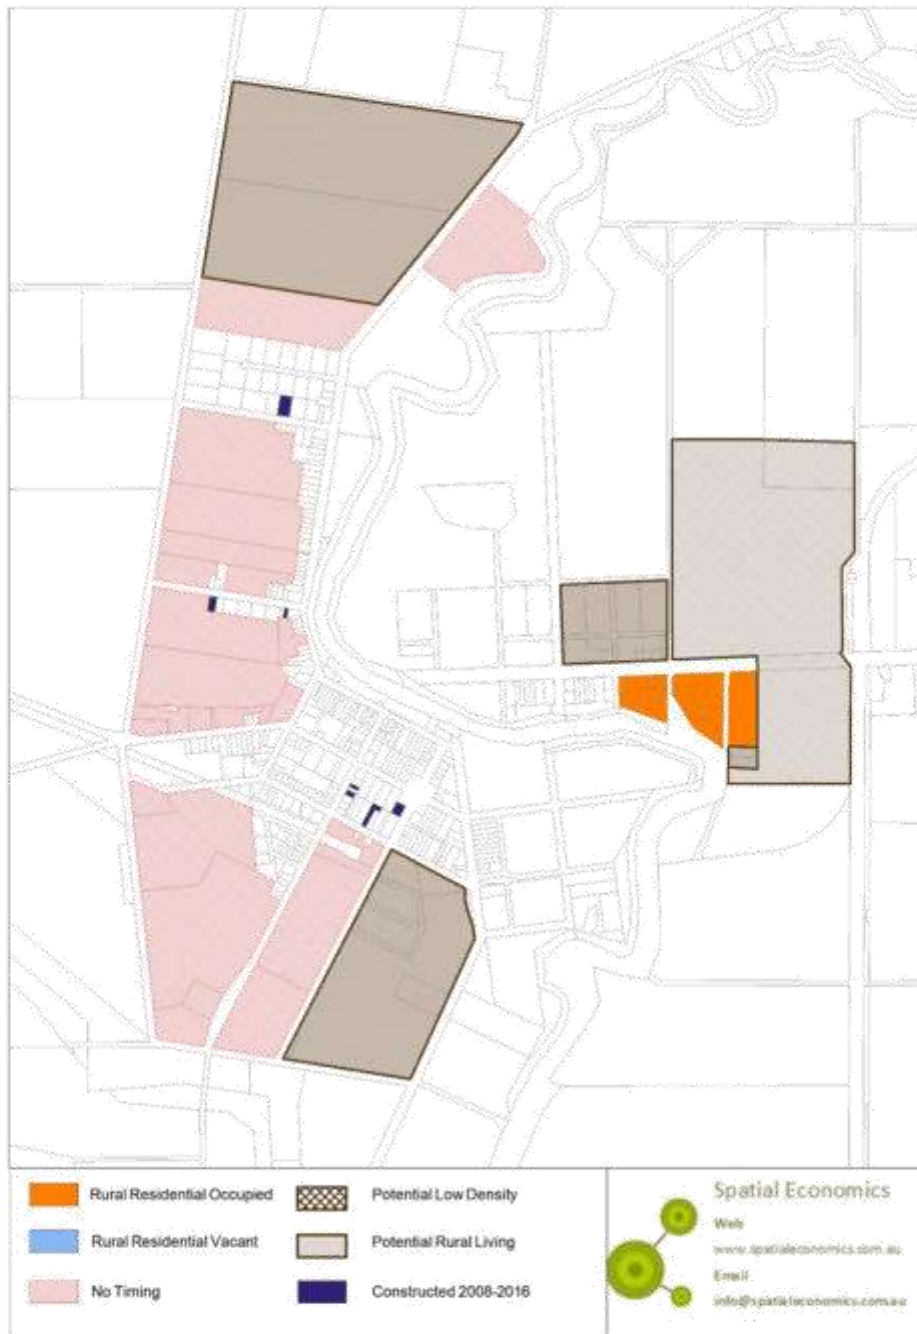 Rural Residential Occupied
Rural Residential Vacant
No Timing
Potential Low Density
Potential Rural Living
Constructed 2008-2016
Spatial Economics
Web
www.spatialeconomics.com.au
Email
info@spatialeconomics.com.au